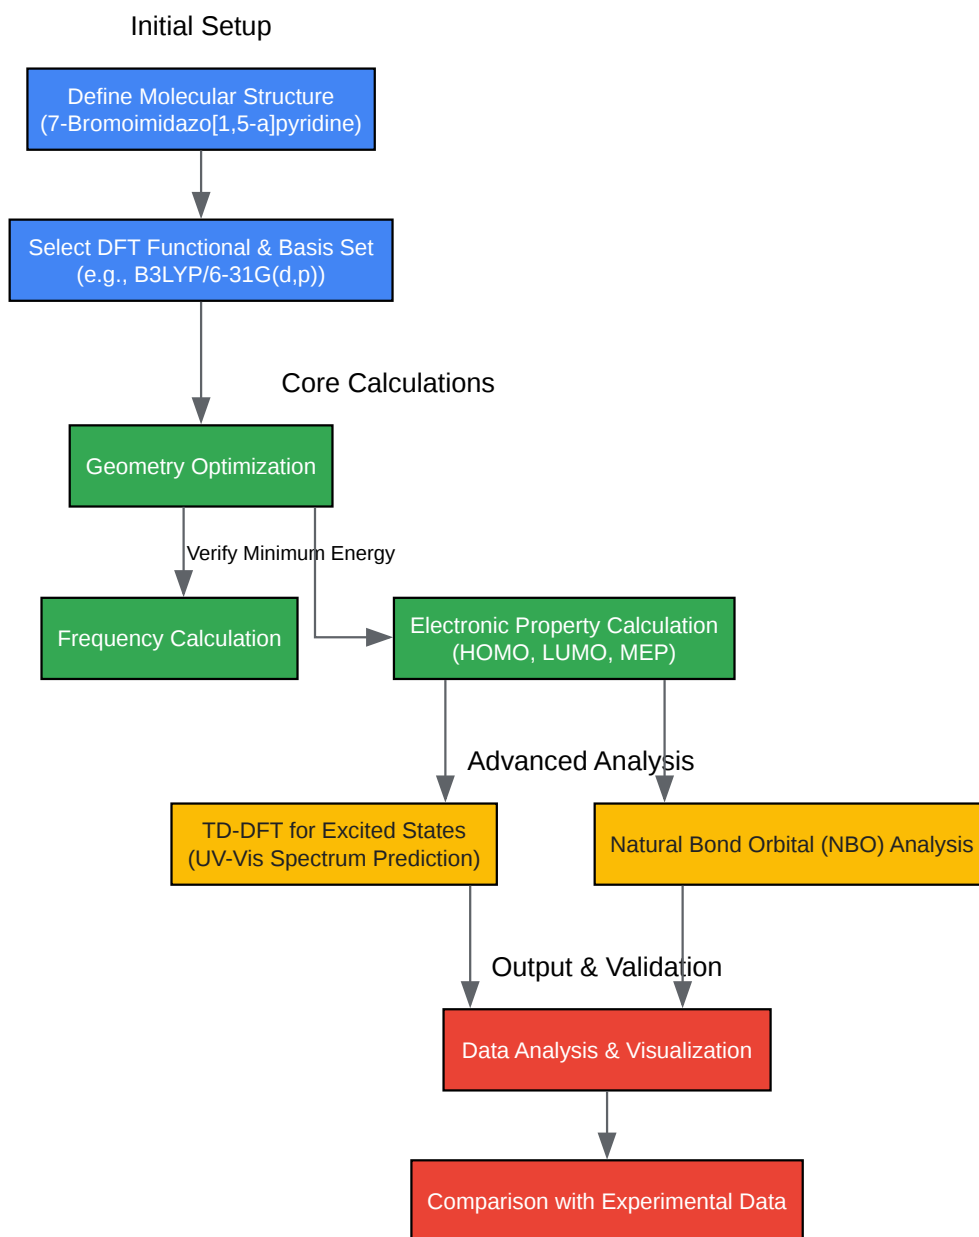 Initial Setup
Define Molecular Structure
(7-Bromoimidazo[1,5-a]pyridine)
Select DFT Functional & Basis Set
(e.g., B3LYP/6-31G(d,p))
Core Calculations
Geometry Optimization
Verify Minimum Energy
Frequency Calculation
Electronic Property Calculation
(HOMO, LUMO, MEP)
Advanced Analysis
TD-DFT for Excited States
(UV-Vis Spectrum Prediction)
Natural Bond Orbital (NBO) Analysis
Output & Validation
Data Analysis & Visualization
Comparison with Experimental Data